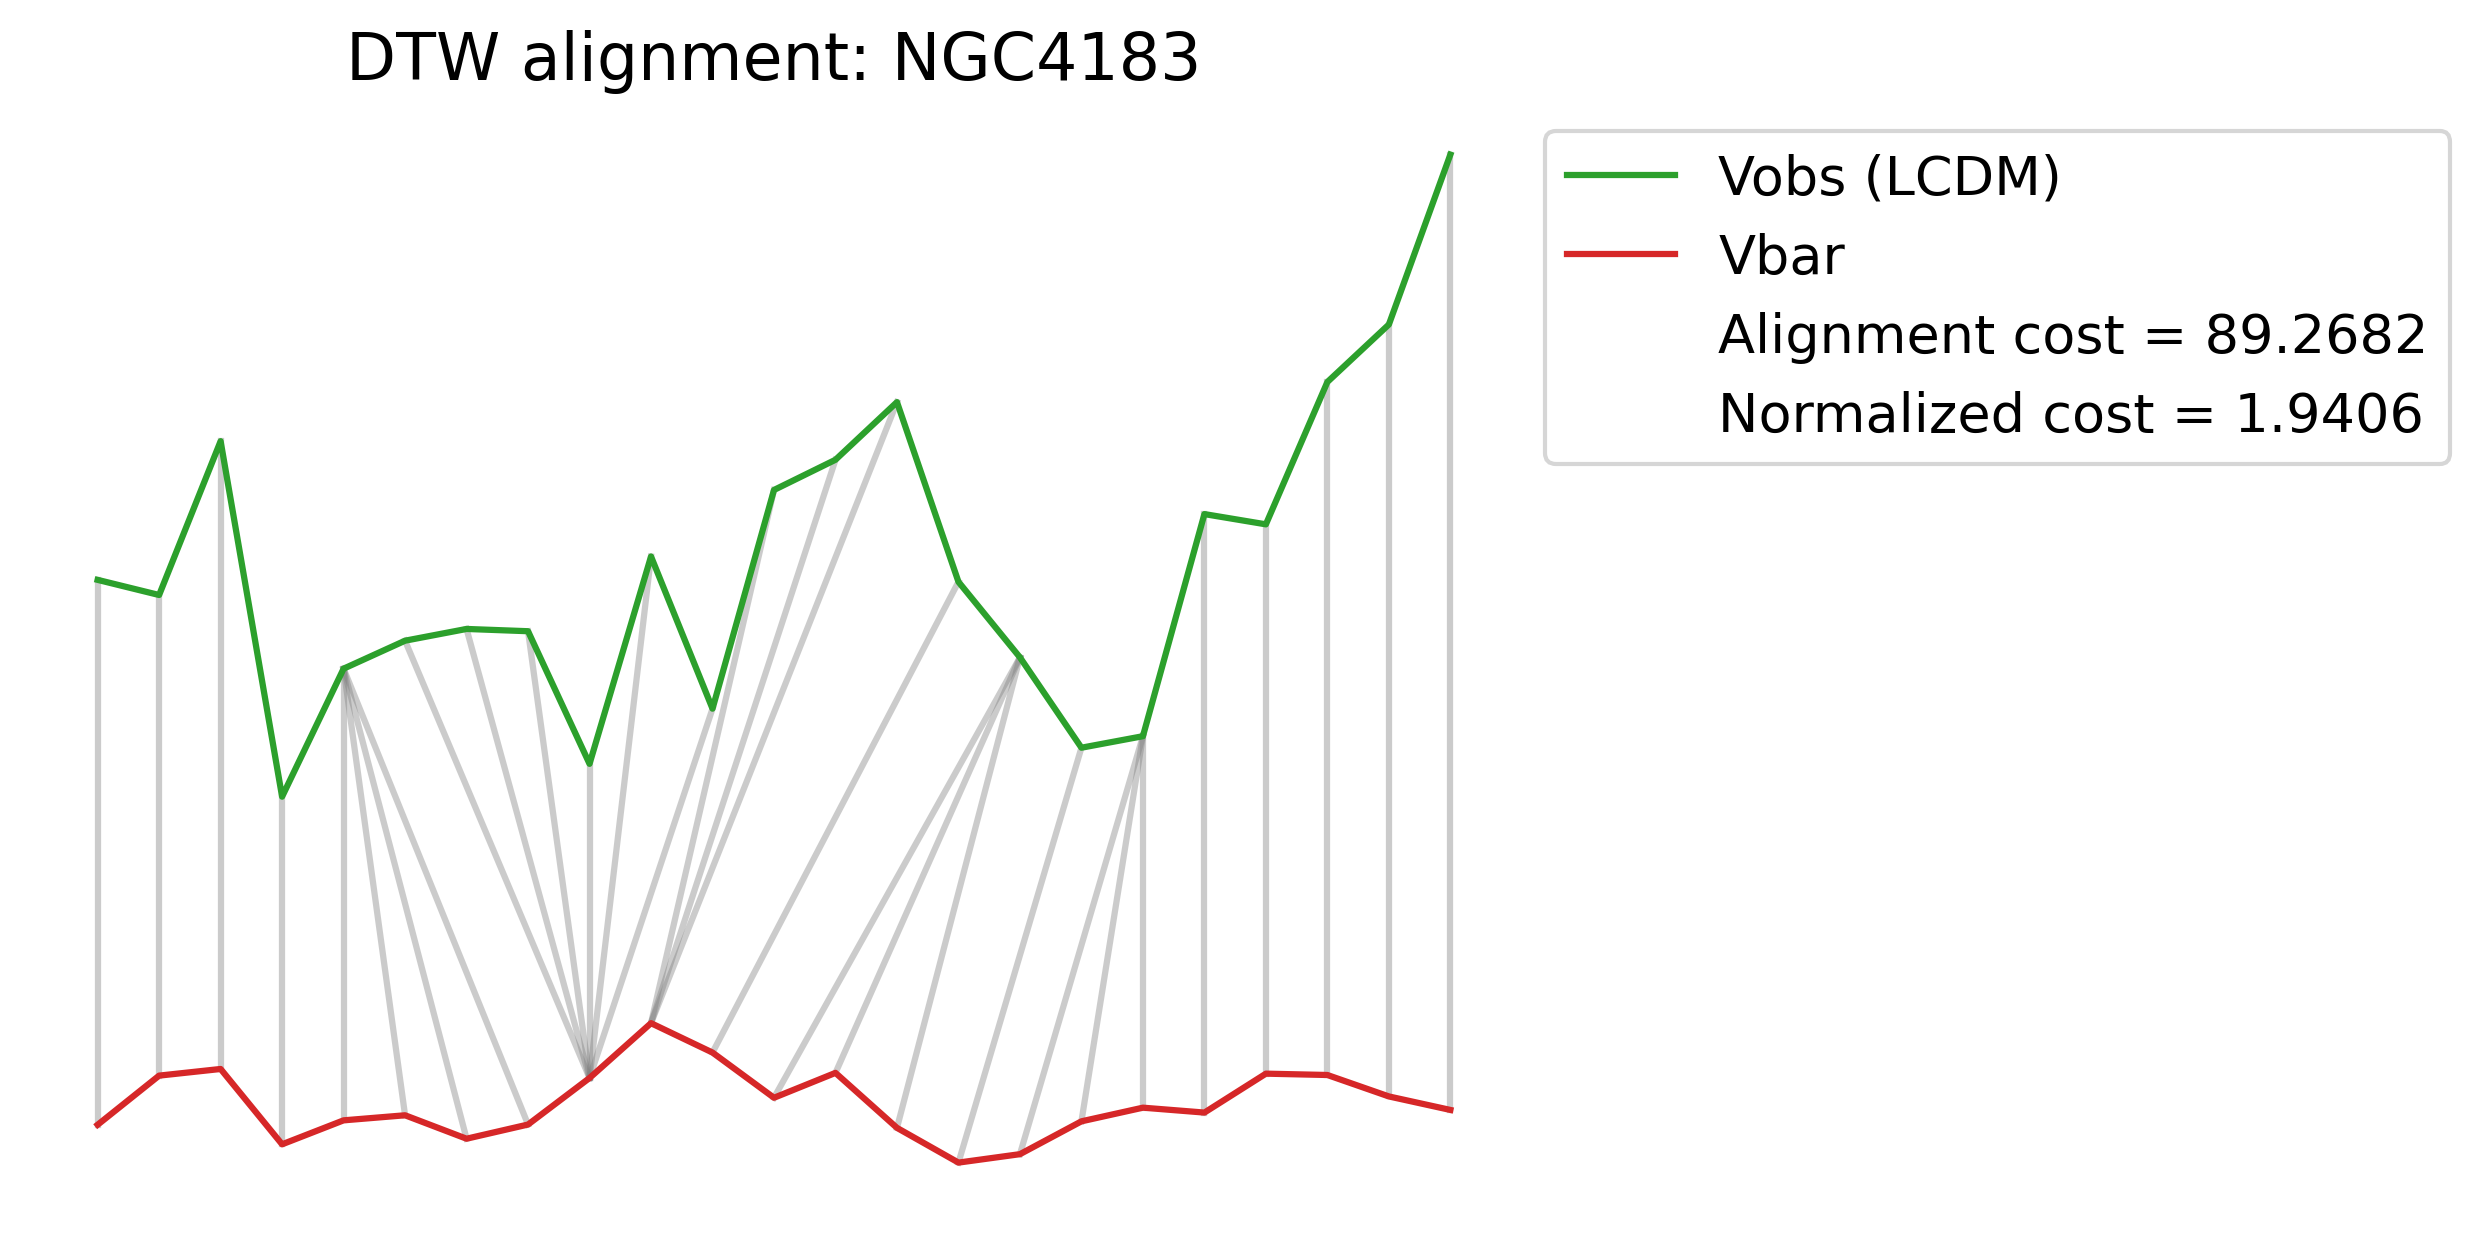 DTW alignment: NGC4183
Vobs (LCDM)
Vbar
Alignment cost = 89.2682
Normalized cost = 1.9406